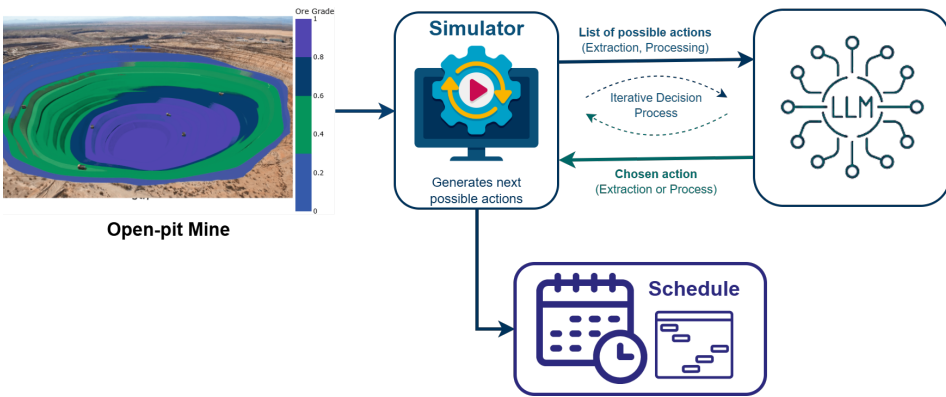 Ore Grade
1
0.8
0.6
0.4
0.2
0
Open-pit Mine
Simulator
Generates next
possible actions
List of possible actions
(Extraction, Processing)
Iterative Decision
Process
Chosen action
(Extraction or Process)
LLM
Schedule